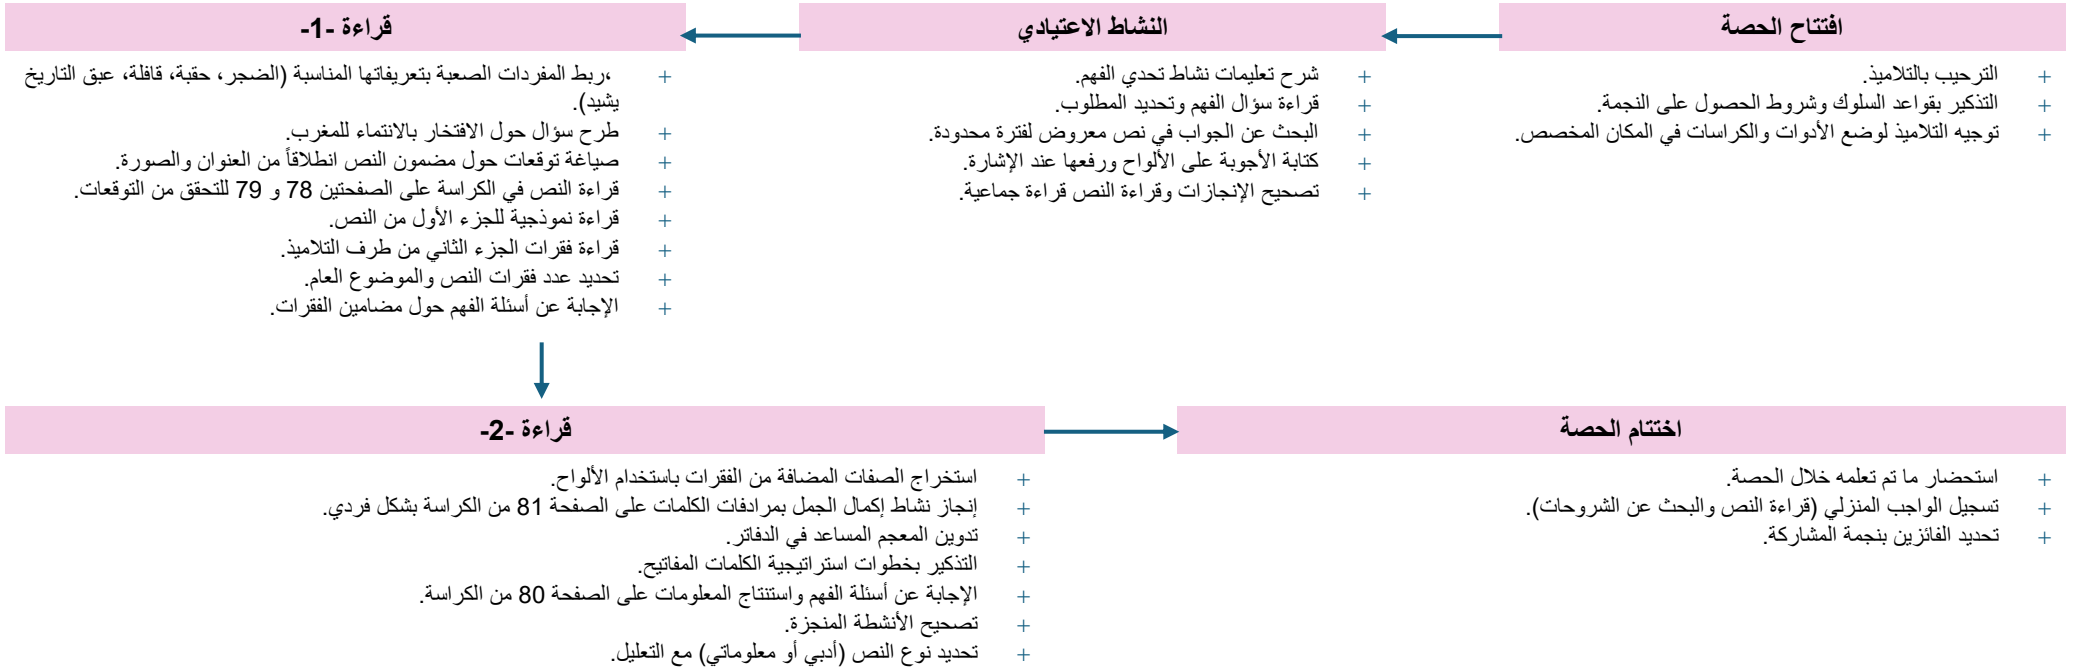 افتتاح الحصة
+ الترحيب بالتلاميذ.
+ التذكير بقواعد السلوك وشروط الحصول على النجمة.
+ توجيه التلاميذ لوضع الأدوات والكراسات في المكان المخصص.
النشاط الاعتيادي
+ شرح تعليمات نشاط تحدي الفهم.
+ قراءة سؤال الفهم وتحديد المطلوب.
+ البحث عن الجواب في نص معروض لفترة محدودة.
+ كتابة الأجوبة على الألواح ورفعها عند الإشارة.
+ تصحيح الإنجازات وقراءة النص قراءة جماعية.
قراءة -1-
+ ،ربط المفردات الصعبة بتعريفاتها المناسبة (الضجر، حقبة، قافلة، عبق التاريخ
يشيد).
+ طرح سؤال حول الافتخار بالانتماء للمغرب.
+ صياغة توقعات حول مضمون النص انطلاقاً من العنوان والصورة.
+ قراءة النص في الكراسة على الصفحتين 78 و 79 للتحقق من التوقعات.
+ قراءة نموذجية للجزء الأول من النص.
+ قراءة فقرات الجزء الثاني من طرف التلاميذ.
+ تحديد عدد فقرات النص والموضوع العام.
+ الإجابة عن أسئلة الفهم حول مضامين الفقرات.
قراءة -2-
+ استخراج الصفات المضافة من الفقرات باستخدام الألواح.
+ إنجاز نشاط إكمال الجمل بمرادفات الكلمات على الصفحة 81 من الكراسة بشكل فردي.
+ تدوين المعجم المساعد في الدفاتر.
+ التذكير بخطوات استراتيجية الكلمات المفاتيح.
+ الإجابة عن أسئلة الفهم واستنتاج المعلومات على الصفحة 80 من الكراسة.
+ تصحيح الأنشطة المنجزة.
+ تحديد نوع النص (أدبي أو معلوماتي) مع التعليل.
اختتام الحصة
+ استحضار ما تم تعلمه خلال الحصة.
+ تسجيل الواجب المنزلي (قراءة النص والبحث عن الشروحات).
+ تحديد الفائزين بنجمة المشاركة.